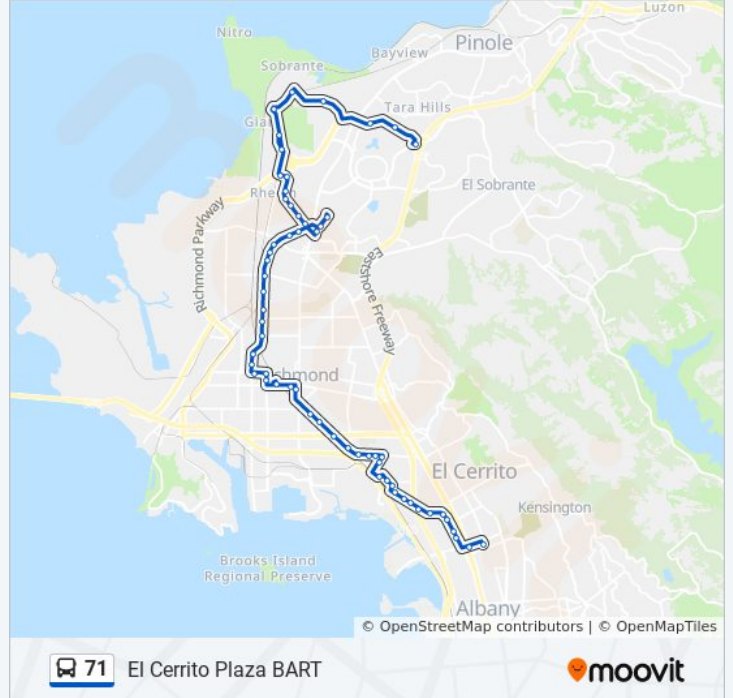 Luzon
Nitro
Pinole
Bayview
Sobrante
Tara Hills
Giant
El Sobrante
Rheem
Richmond Parkway
Eastshore Freeway
Richmond
El Cerrito
Kensington
Brooks Island
Regional Preserve
Albany
© OpenStreetMap contributors | © OpenMapTiles
71 El Cerrito Plaza BART
moovit